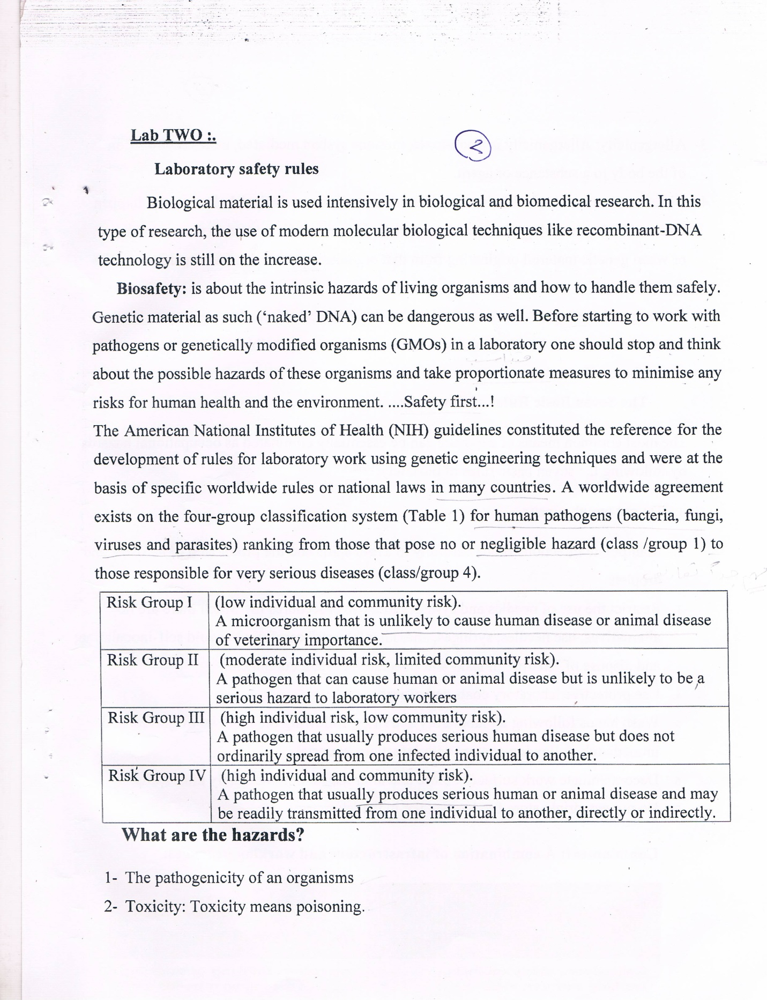 Lab TWO :.
2
Laboratory safety rules
Biological material is used intensively in biological and biomedical research. In this
type of research, the use of modern molecular biological techniques like recombinant-DNA
technology is still on the increase.
Biosafety: is about the intrinsic hazards of living organisms and how to handle them safely.
Genetic material as such (‘naked’ DNA) can be dangerous as well. Before starting to work with
pathogens or genetically modified organisms (GMOs) in a laboratory one should stop and think
about the possible hazards of these organisms and take proportionate measures to minimise any
risks for human health and the environment. ....Safety first...!
The American National Institutes of Health (NIH) guidelines constituted the reference for the
development of rules for laboratory work using genetic engineering techniques and were at the
basis of specific worldwide rules or national laws in many countries. A worldwide agreement
exists on the four-group classification system (Table 1) for human pathogens (bacteria, fungi,
viruses and parasites) ranking from those that pose no or negligible hazard (class /group 1) to
those responsible for very serious diseases (class/group 4).
Risk Group I (low individual and community risk).
A microorganism that is unlikely to cause human disease or animal disease
of veterinary importance.
Risk Group II (moderate individual risk, limited community risk).
A pathogen that can cause human or animal disease but is unlikely to be a
serious hazard to laboratory workers
Risk Group III (high individual risk, low community risk).
A pathogen that usually produces serious human disease but does not
ordinarily spread from one infected individual to another.
Risk Group IV (high individual and community risk).
A pathogen that usually produces serious human or animal disease and may
be readily transmitted from one individual to another, directly or indirectly.
What are the hazards?
1- The pathogenicity of an organisms
2- Toxicity: Toxicity means poisoning.